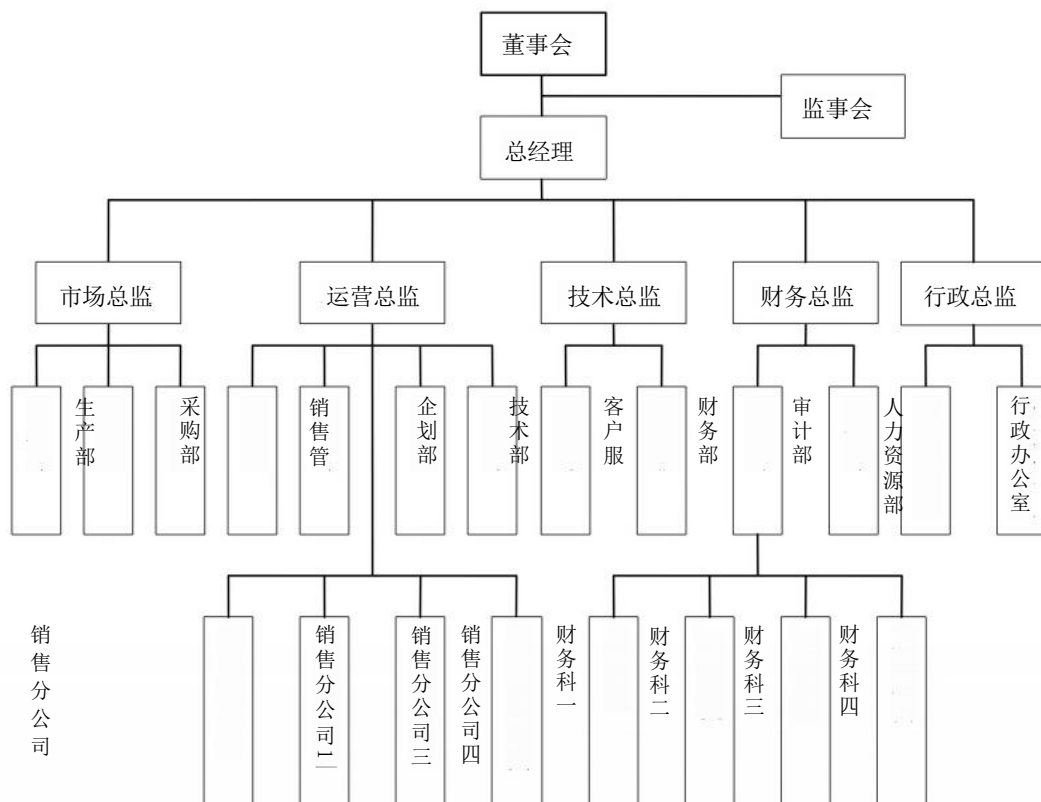 董事会
监事会
总经理
市场总监
运营总监
技术总监
财务总监
行政总监
生产部
采购部
销售管
企划部
技术部
客户服
财务部
审计部
人力资源部
行政办公室
销售分公司
销售分公司1_
销售分公司三
销售分公司四
财务科一
财务科二
财务科三
财务科四